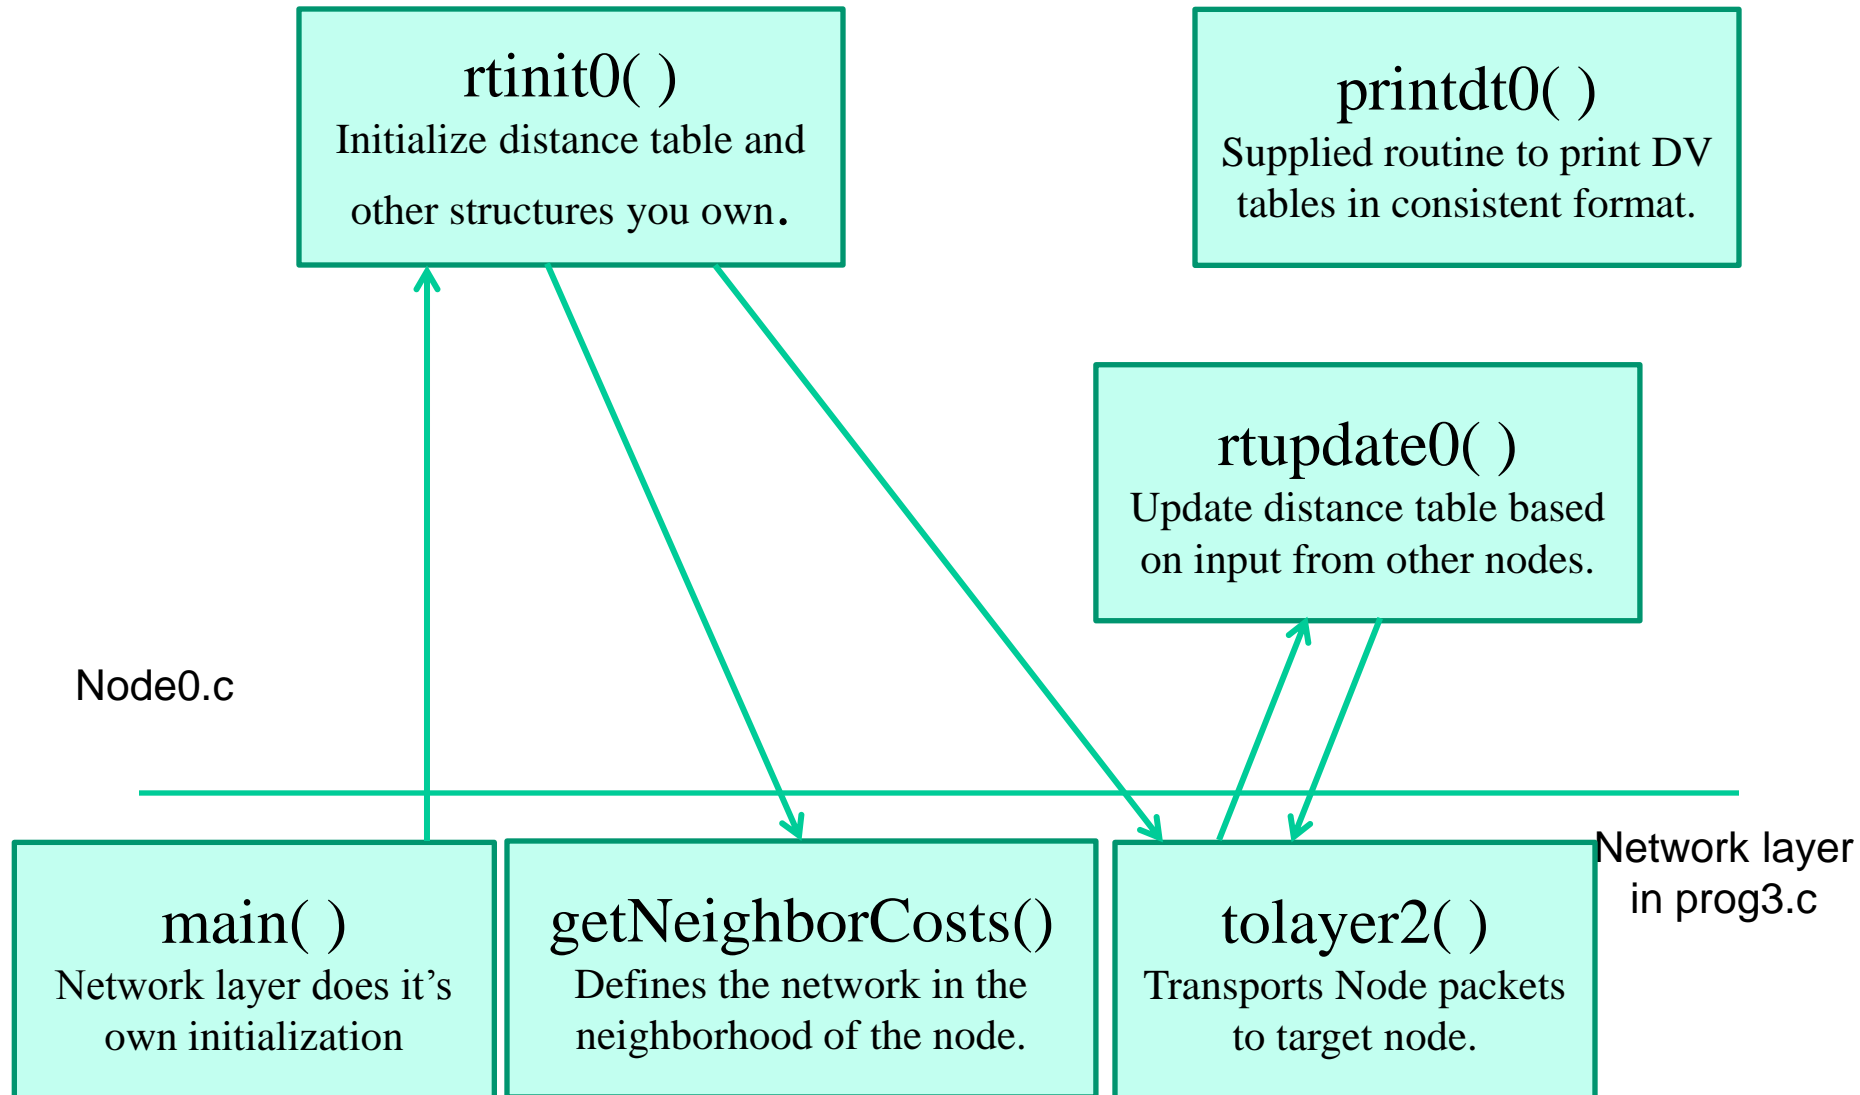 rtinit0( )
Initialize distance table and
other structures you own.
printdt0( )
Supplied routine to print DV
tables in consistent format.
rtupdate0( )
Update distance table based
on input from other nodes.
Node0.c
Network layer
in prog3.c
main( )
Network layer does it’s
own initialization
getNeighborCosts()
Defines the network in the
neighborhood of the node.
tolayer2( )
Transports Node packets
to target node.